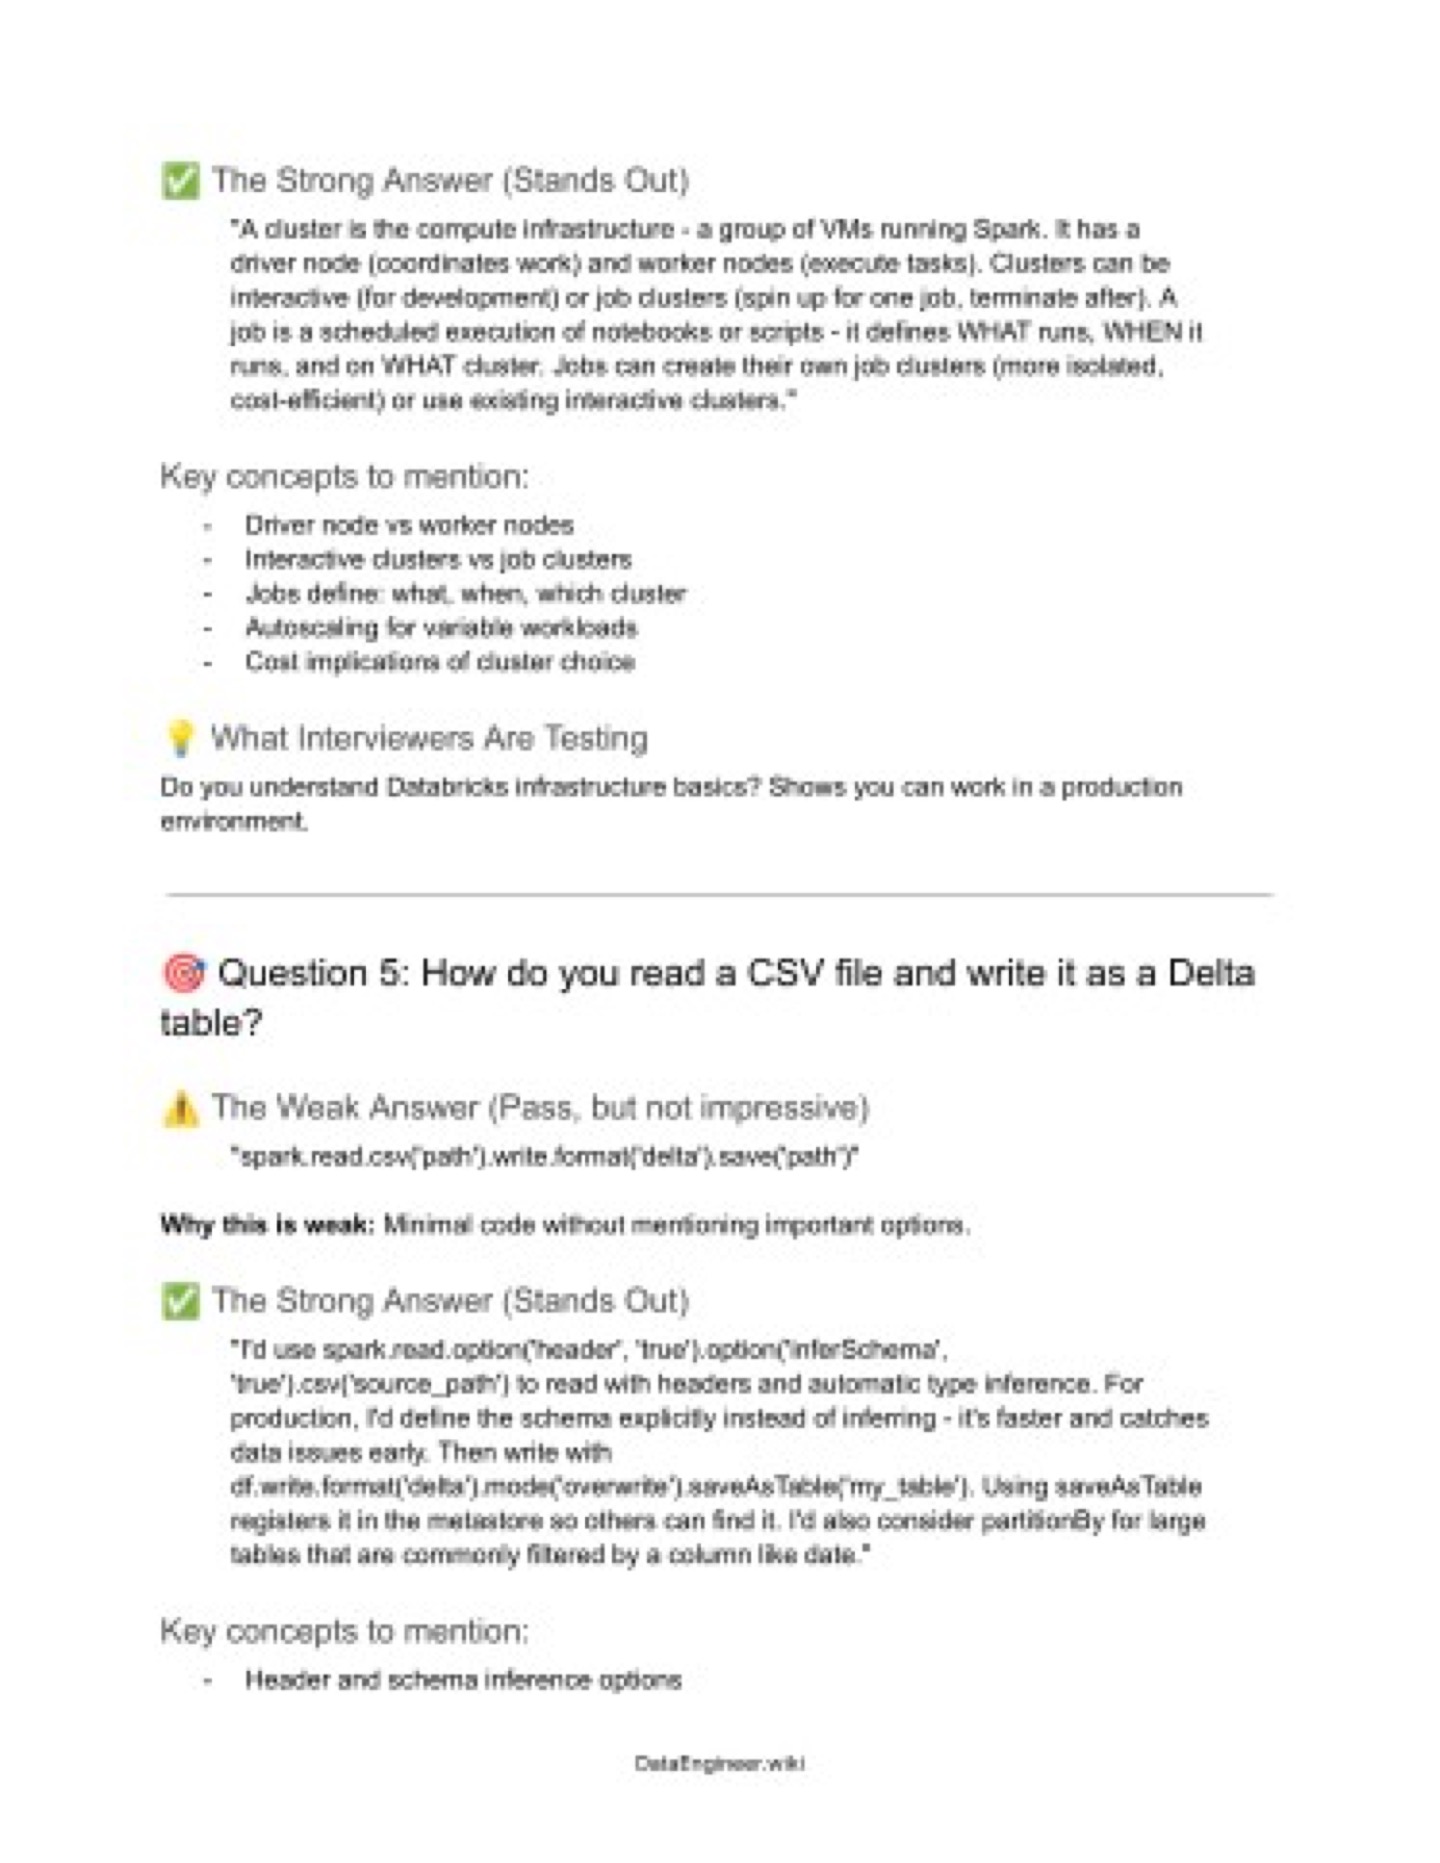 ✅ The Strong Answer (Stands Out)
"A cluster is the compute infrastructure - a group of VMs running Spark. It has a
driver node (coordinates work) and worker nodes (execute tasks). Clusters can be
interactive (for development) or job clusters (spin up for one job, terminate after). A
job is a scheduled execution of notebooks or scripts - it defines WHAT runs, WHEN it
runs, and on WHAT cluster. Jobs can create their own job clusters (more isolated,
cost-efficient) or use existing interactive clusters."
Key concepts to mention:
- Driver node vs worker nodes
- Interactive clusters vs job clusters
- Jobs define: what, when, which cluster
- Autoscaling for variable workloads
- Cost implications of cluster choice
💡 What Interviewers Are Testing
Do you understand Databricks infrastructure basics? Shows you can work in a production
environment.
🎯 Question 5: How do you read a CSV file and write it as a Delta
table?
⚠️ The Weak Answer (Pass, but not impressive)
"spark.read.csv('path').write.format('delta').save('path')"
Why this is weak: Minimal code without mentioning important options.
✅ The Strong Answer (Stands Out)
"I'd use spark.read.option('header', 'true').option('inferSchema',
'true').csv('source_path') to read with headers and automatic type inference. For
production, I'd define the schema explicitly instead of inferring - it's faster and catches
data issues early. Then write with
df.write.format('delta').mode('overwrite').saveAsTable('my_table'). Using saveAsTable
registers it in the metastore so others can find it. I'd also consider partitionBy for large
tables that are commonly filtered by a column like date."
Key concepts to mention:
- Header and schema inference options
DataEngineer.wiki